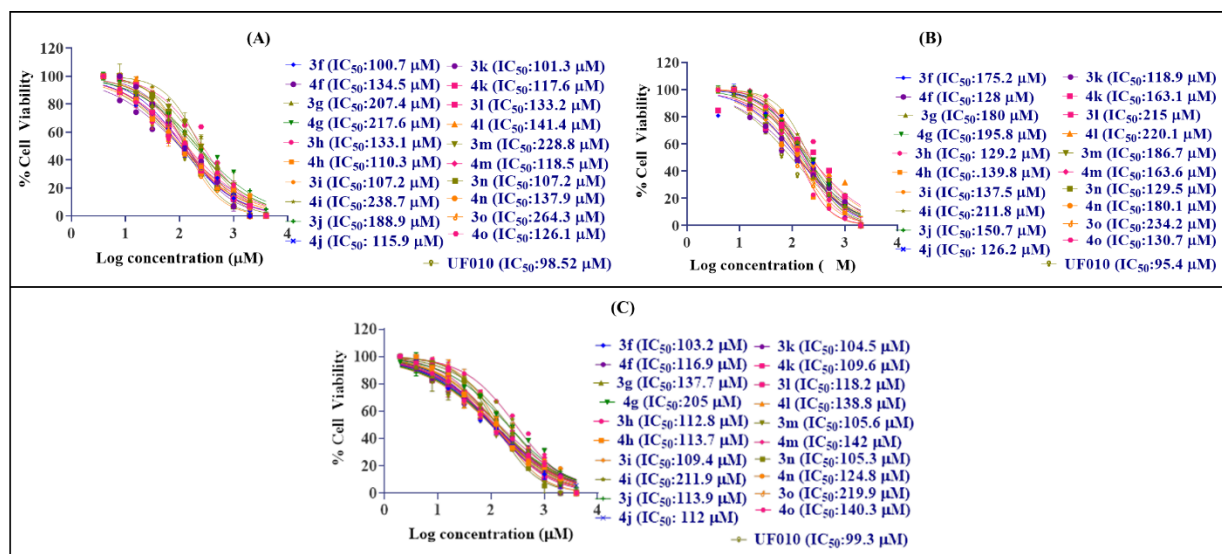 (A)
% Cell Viability
120
100
80
60
40
20
0
0
1
2
3
4
Log concentration (μM)
3f (IC50:100.7 μM)
4f (IC50:134.5 μM)
3g (IC50:207.4 μM)
4g (IC50:217.6 μM)
3h (IC50:133.1 μM)
4h (IC50:110.3 μM)
3i (IC50:107.2 μM)
4i (IC50:238.7 μM)
3j (IC50:188.9 μM)
4j (IC50: 115.9 μM)
3k (IC50:101.3 μM)
4k (IC50:117.6 μM)
3l (IC50:133.2 μM)
4l (IC50:141.4 μM)
3m (IC50:228.8 μM)
4m (IC50:118.5 μM)
3n (IC50:107.2 μM)
4n (IC50:137.9 μM)
3o (IC50:264.3 μM)
4o (IC50:126.1 μM)
UF010 (IC50:98.52 μM)
(B)
% Cell Viability
120
100
80
60
40
20
0
0
1
2
3
4
Log concentration ( M)
3f (IC50:175.2 μM)
4f (IC50:128 μM)
3g (IC50:180 μM)
4g (IC50:195.8 μM)
3h (IC50: 129.2 μM)
4h (IC50:.139.8 μM)
3i (IC50:137.5 μM)
4i (IC50:211.8 μM)
3j (IC50:150.7 μM)
4j (IC50: 126.2 μM)
3k (IC50:118.9 μM)
4k (IC50:163.1 μM)
3l (IC50:215 μM)
4l (IC50:220.1 μM)
3m (IC50:186.7 μM)
4m (IC50:163.6 μM)
3n (IC50:129.5 μM)
4n (IC50:180.1 μM)
3o (IC50:234.2 μM)
4o (IC50:130.7 μM)
UF010 (IC50:95.4 μM)
(C)
% Cell Viability
120
100
80
60
40
20
0
0
1
2
3
4
Log concentration (μM)
3f (IC50:103.2 μM)
4f (IC50:116.9 μM)
3g (IC50:137.7 μM)
4g (IC50:205 μM)
3h (IC50:112.8 μM)
4h (IC50:113.7 μM)
3i (IC50:109.4 μM)
4i (IC50:211.9 μM)
3j (IC50:113.9 μM)
4j (IC50: 112 μM)
3k (IC50:104.5 μM)
4k (IC50:109.6 μM)
3l (IC50:118.2 μM)
4l (IC50:138.8 μM)
3m (IC50:105.6 μM)
4m (IC50:142 μM)
3n (IC50:105.3 μM)
4n (IC50:124.8 μM)
3o (IC50:219.9 μM)
4o (IC50:140.3 μM)
UF010 (IC50:99.3 μM)